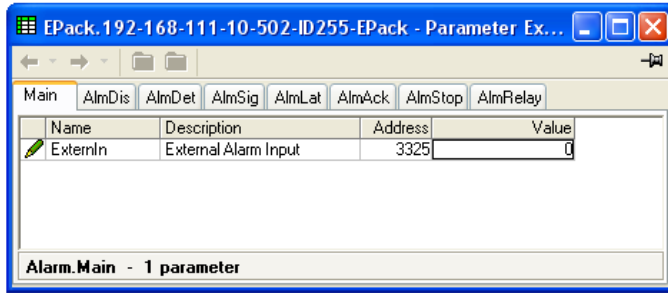 EPack.192-168-111-10-502-ID255-EPack - Parameter Ex...
Main AlmDis AlmDet AlmSig AlmLat AlmAck AlmStop AlmRelay
Name Description Address Value
ExternIn External Alarm Input 3325 0
Alarm.Main - 1 parameter